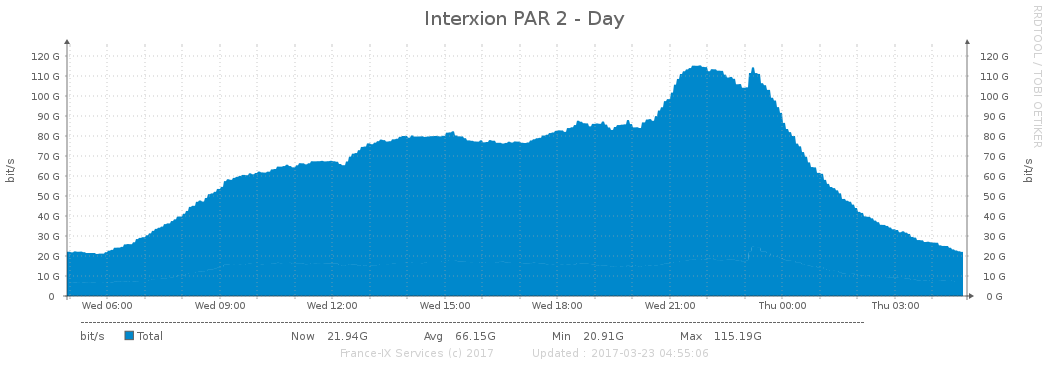 Interxion PAR 2 - Day
RRDTOOL / TOBI OETIKER
bit/s
120 G
110 G
100 G
90 G
80 G
70 G
60 G
50 G
40 G
30 G
20 G
10 G
0
120 G
110 G
100 G
90 G
80 G
70 G
60 G
50 G
40 G
30 G
20 G
10 G
0 G
bit/s
Wed 06:00 Wed 09:00 Wed 12:00 Wed 15:00 Wed 18:00 Wed 21:00 Thu 00:00 Thu 03:00
bit/s Total Now 21.94G Avg 66.15G Min 20.91G Max 115.19G
France-IX Services (c) 2017 Updated : 2017-03-23 04:55:06